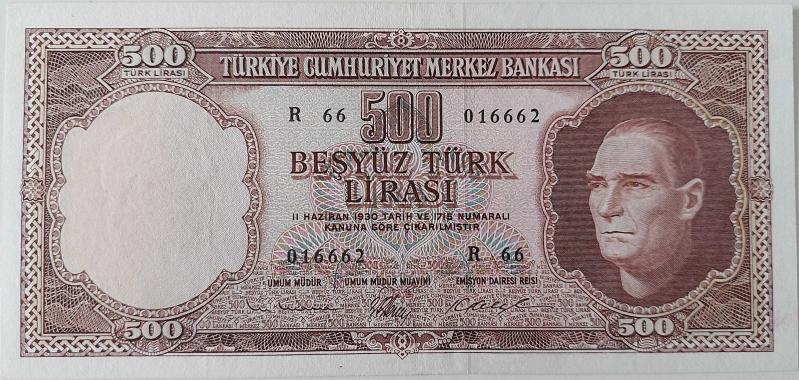 500 500
TÜRK LİRASI TÜRK LİRASI
TÜRKİYE CUMHURİYET MERKEZ BANKASI
R 66 500 016662
BEŞYÜZ TÜRK
LİRASI
11 HAZİRAN 1930 TARİH VE 1715 NUMARALI
KANUNA GÖRE ÇIKARILMIŞTIR
016662 R 66
UMUM MÜDÜR UMUM MÜDÜR MUAVİNİ EMİSYON DAİRESİ REİSİ
500 500